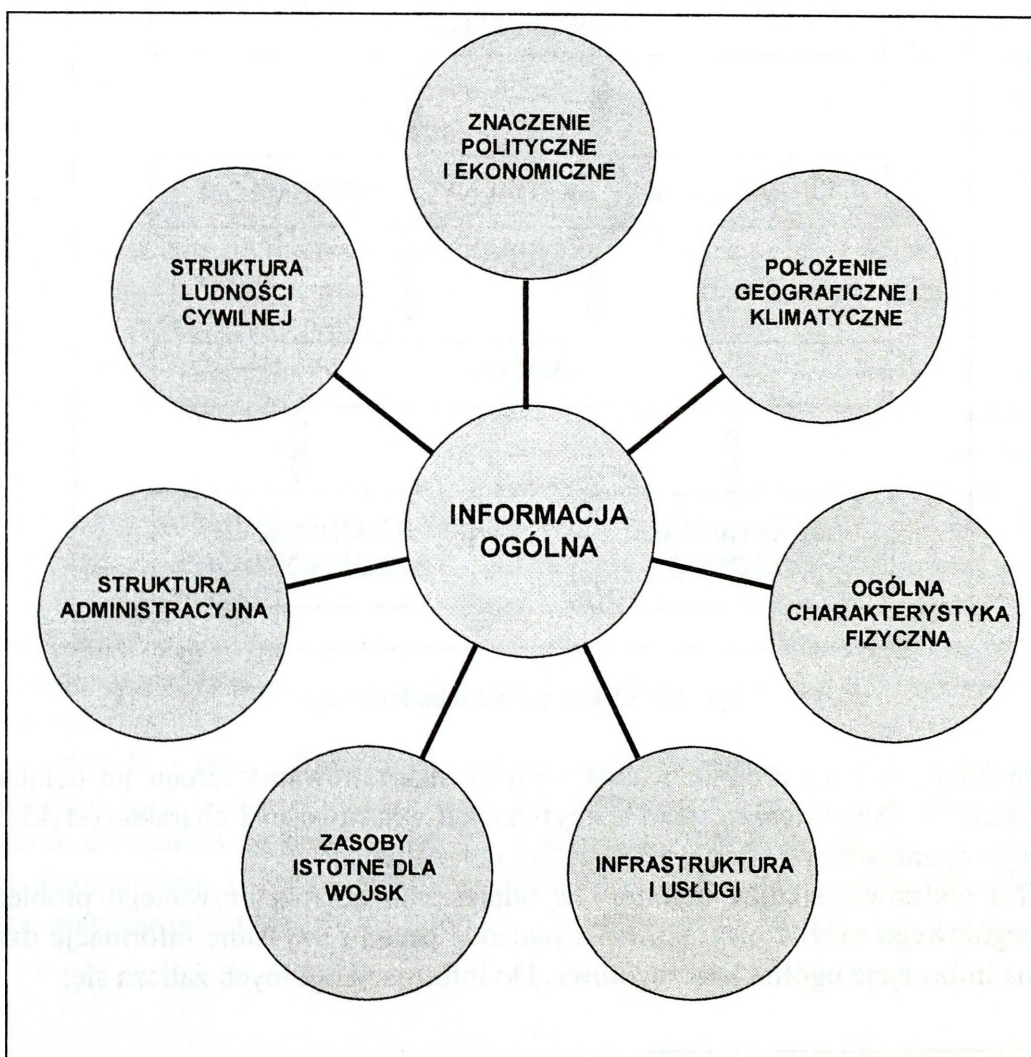 ZNACZENIE
POLITYCZNE
I EKONOMICZNE
STRUKTURA
LUDNOŚCI
CYWILNEJ
POŁOŻENIE
GEOGRAFICZNE I
KLIMATYCZNE
INFORMACJA
OGÓLNA
STRUKTURA
ADMINISTRACYJNA
OGÓLNA
CHARAKTERYSTYKA
FIZYCZNA
ZASOBY
ISTOTNE DLA
WOJSK
INFRASTRUKTURA
I USŁUGI